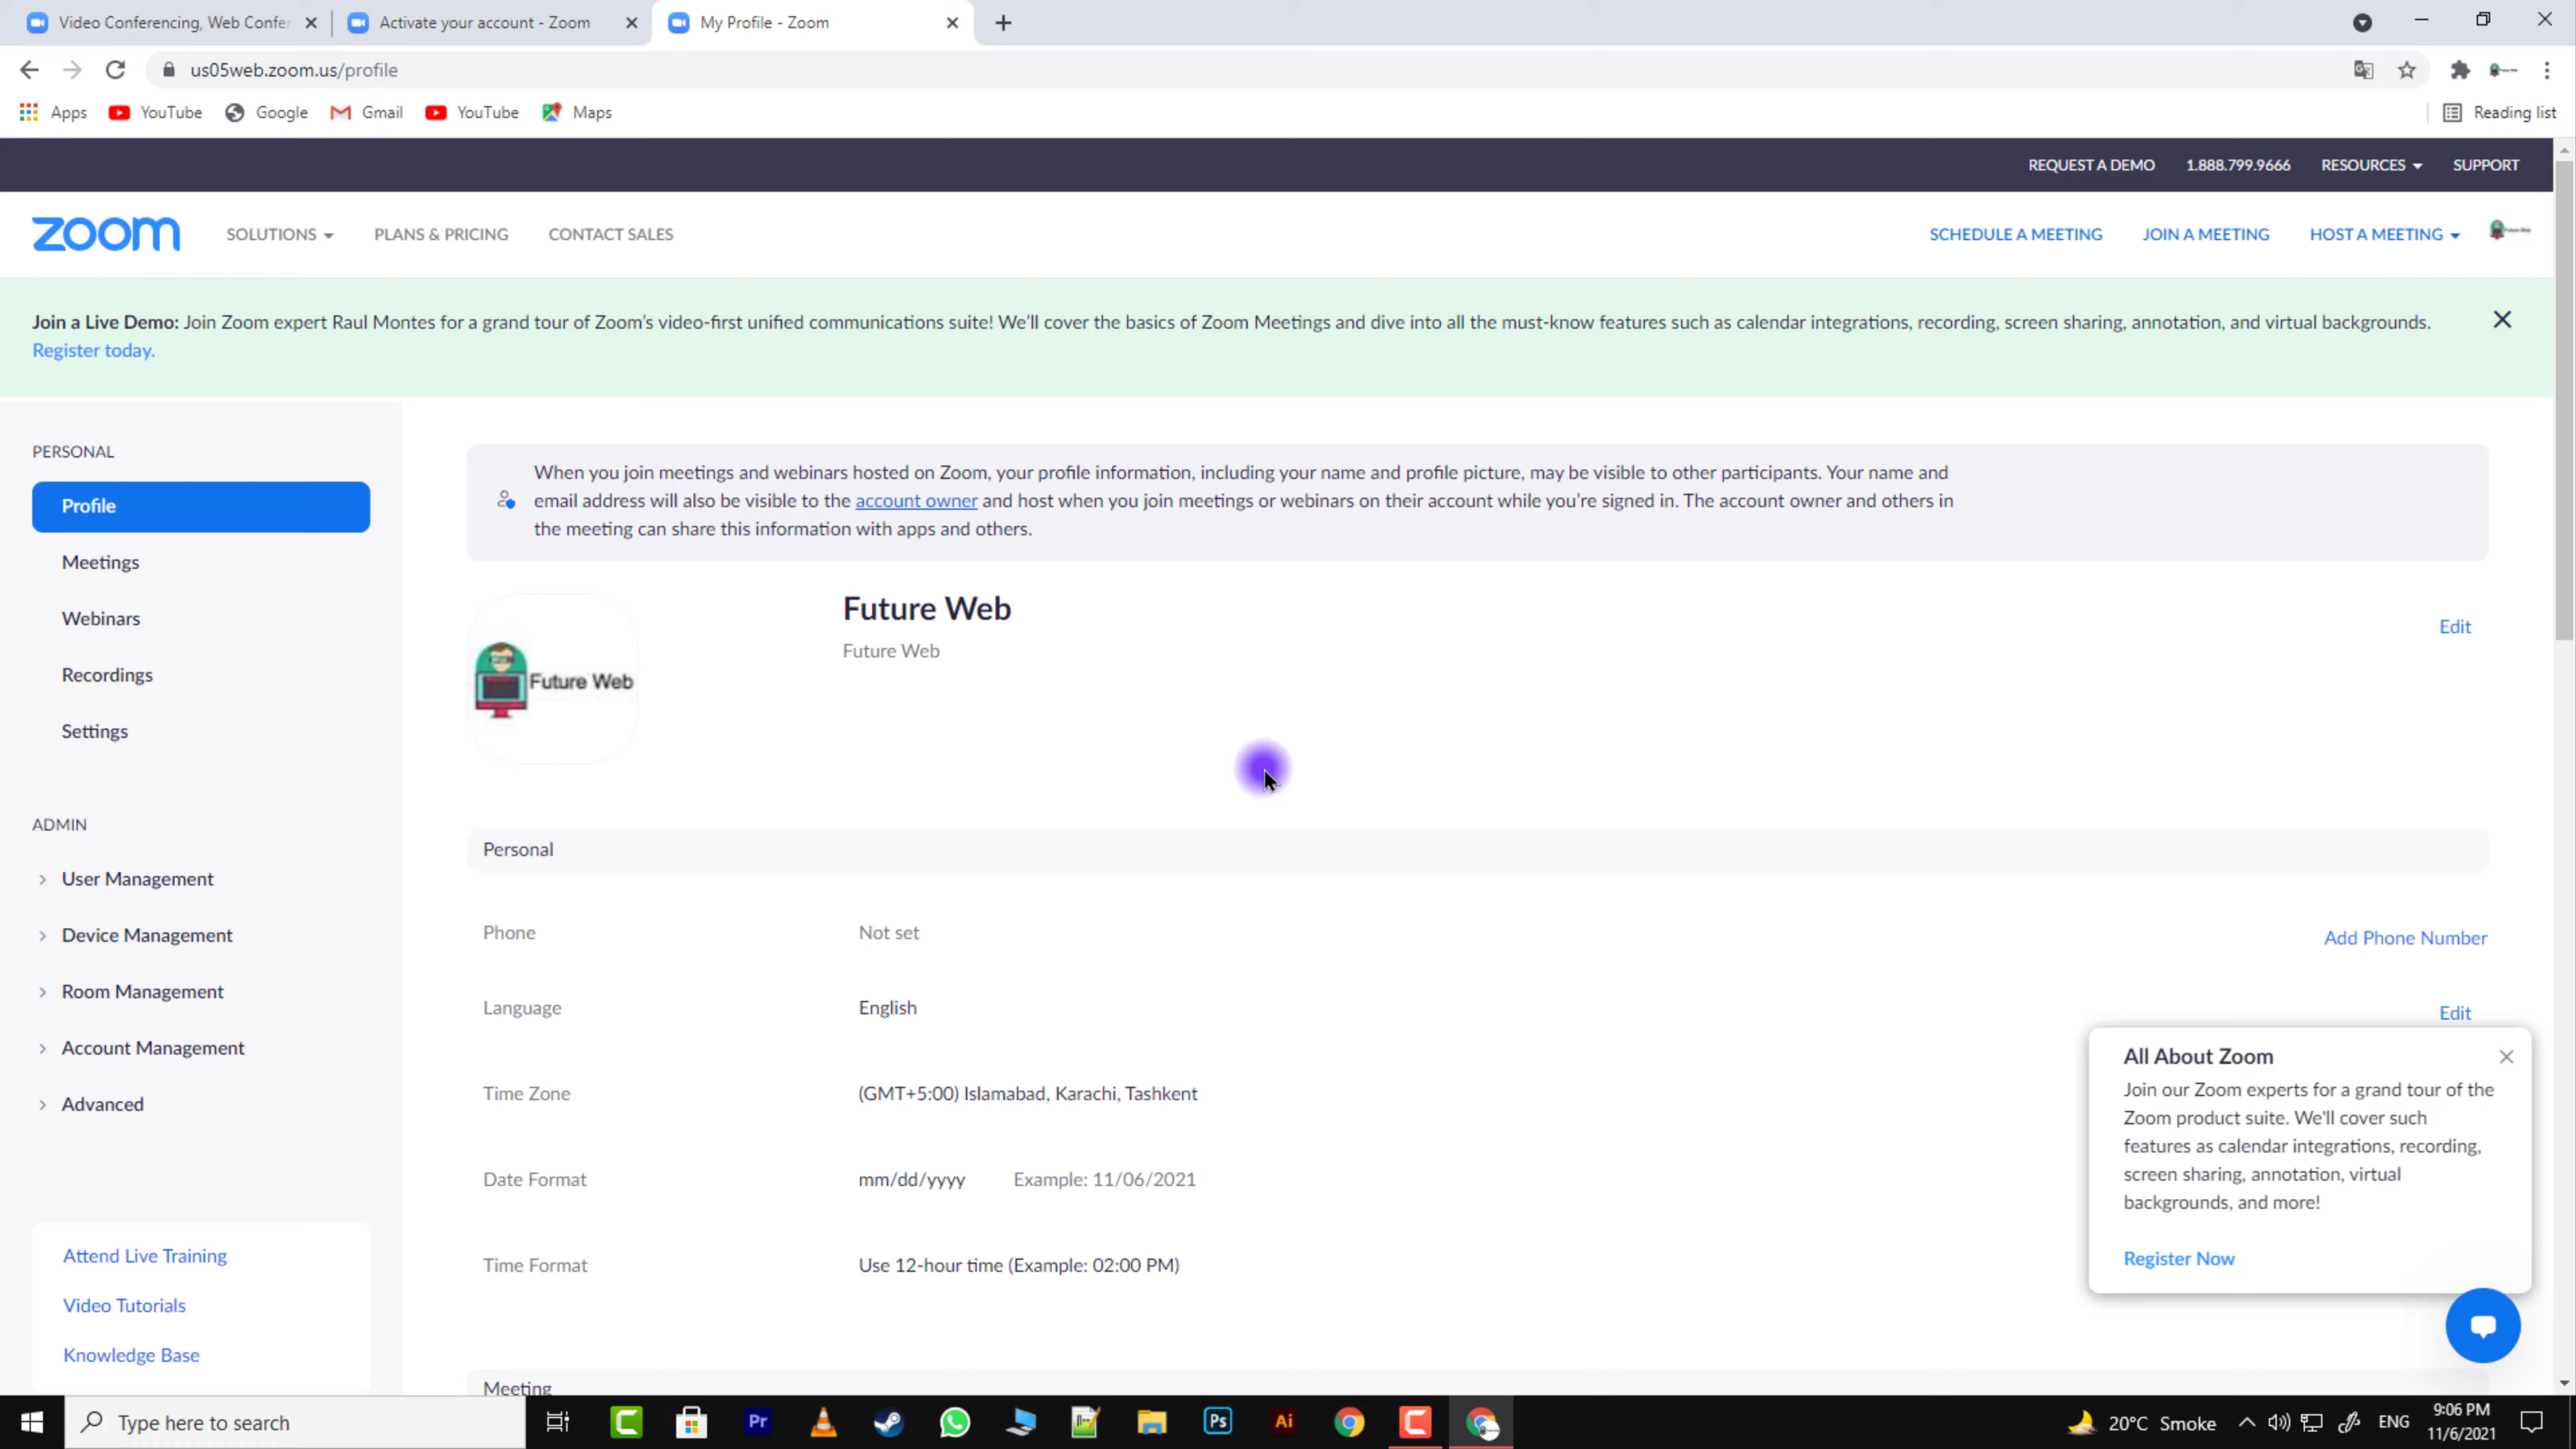 Video Conferencing, Web Confer
Activate your account - Zoom
My Profile - Zoom
us05web.zoom.us/profile
Apps
YouTube
Google
Gmail
YouTube
Maps
Reading list
REQUEST A DEMO
1.888.799.9666
RESOURCES
SUPPORT
zoom
SOLUTIONS
PLANS & PRICING
CONTACT SALES
SCHEDULE A MEETING
JOIN A MEETING
HOST A MEETING
Join a Live Demo: Join Zoom expert Raul Montes for a grand tour of Zoom's video-first unified communications suite! We'll cover the basics of Zoom Meetings and dive into all the must-know features such as calendar integrations, recording, screen sharing, annotation, and virtual backgrounds.
Register today.
PERSONAL
Profile
Meetings
Webinars
Recordings
Settings
ADMIN
User Management
Device Management
Room Management
Account Management
Advanced
Attend Live Training
Video Tutorials
Knowledge Base
When you join meetings and webinars hosted on Zoom, your profile information, including your name and profile picture, may be visible to other participants. Your name and
email address will also be visible to the account owner and host when you join meetings or webinars on their account while you're signed in. The account owner and others in
the meeting can share this information with apps and others.
Future Web
Future Web
Future Web
Edit
Personal
Phone
Not set
Add Phone Number
Language
English
Edit
Time Zone
(GMT+5:00) Islamabad, Karachi, Tashkent
Date Format
mm/dd/yyyy
Example: 11/06/2021
Time Format
Use 12-hour time (Example: 02:00 PM)
Meeting
All About Zoom
Join our Zoom experts for a grand tour of the
Zoom product suite. We'll cover such
features as calendar integrations, recording,
screen sharing, annotation, virtual
backgrounds, and more!
Register Now
Type here to search
Pr
Ps
Ai
20°C Smoke
ENG
9:06 PM
11/6/2021